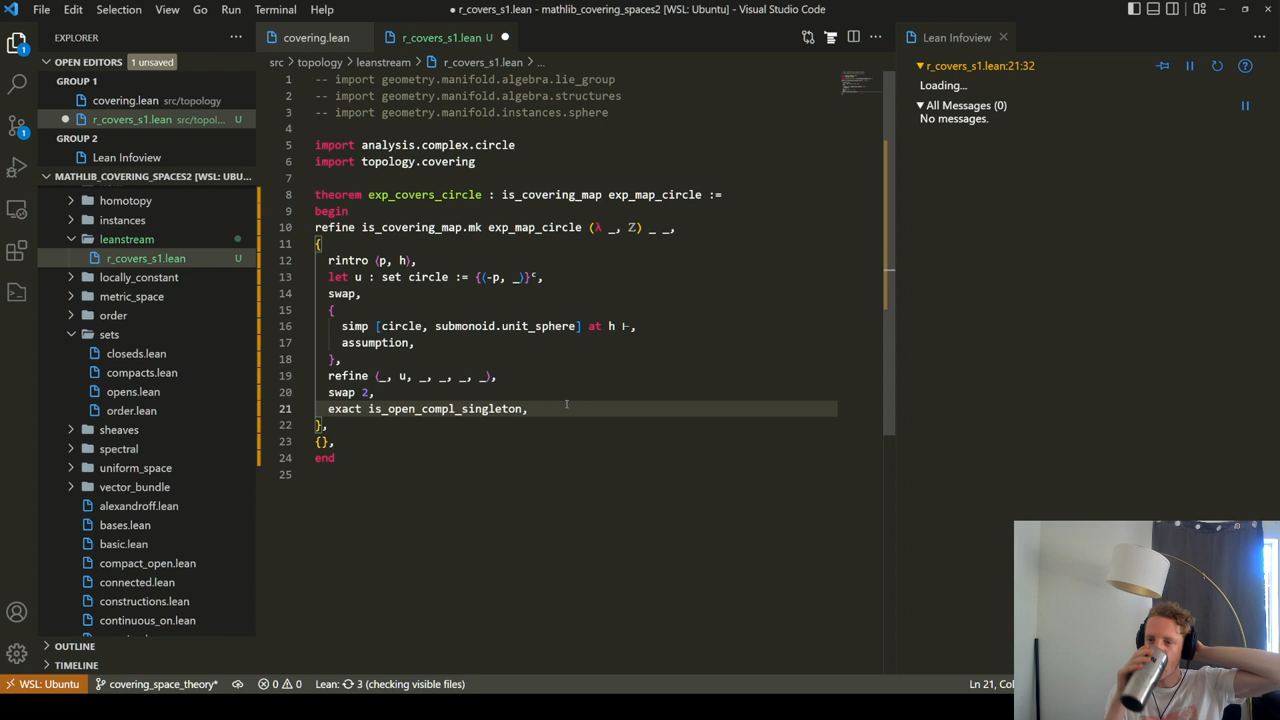 File Edit Selection View Go Run Terminal Help
● r_covers_s1.lean - mathlib_covering_spaces2 [WSL: Ubuntu] - Visual Studio Code
EXPLORER
OPEN EDITORS 1 unsaved
GROUP 1
covering.lean src/topology
r_covers_s1.lean src/topol... U
GROUP 2
Lean Infoview
MATHLIB_COVERING_SPACES2 [WSL: UBU...
homotopy
instances
leanstream
r_covers_s1.lean U
locally_constant
metric_space
order
sets
closeds.lean
compacts.lean
opens.lean
order.lean
sheaves
spectral
uniform_space
vector_bundle
alexandroff.lean
bases.lean
basic.lean
compact_open.lean
connected.lean
constructions.lean
continuous_on.lean
OUTLINE
TIMELINE
covering.lean
r_covers_s1.lean U
src > topology > leanstream > r_covers_s1.lean > ...
1 -- import geometry.manifold.algebra.lie_group
2 -- import geometry.manifold.algebra.structures
3 -- import geometry.manifold.instances.sphere
4
5 import analysis.complex.circle
6 import topology.covering
7
8 theorem exp_covers_circle : is_covering_map exp_map_circle :=
9 begin
10 refine is_covering_map.mk exp_map_circle (λ _, ℤ) _ _,
11 {
12 rintro ⟨p, h⟩,
13 let u : set circle := {⟨-p, _⟩}ᶜ,
14 swap,
15 {
16 simp [circle, submonoid.unit_sphere] at h ⊢,
17 assumption,
18 },
19 refine ⟨_, u, _, _, _, _⟩,
20 swap 2,
21 exact is_open_compl_singleton,
22 },
23 {},
24 end
25
Lean Infoview
r_covers_s1.lean:21:32
Loading...
All Messages (0)
No messages.
1
1
WSL: Ubuntu covering_space_theory* 0 0 Lean: 3 (checking visible files) Ln 21, Col